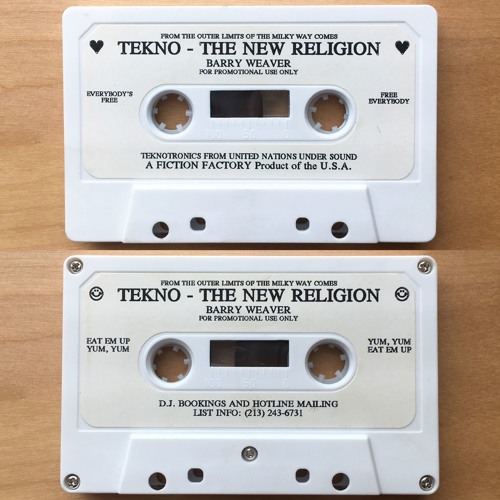 FROM THE OUTER LIMITS OF THE MILKY WAY COMES
♥ TEKNO - THE NEW RELIGION ♥
BARRY WEAVER
FOR PROMOTIONAL USE ONLY
EVERYBODY'S
FREE
FREE
EVERYBODY
TEKNOTRONICS FROM UNITED NATIONS UNDER SOUND
A FICTION FACTORY Product of the U.S.A.
FROM THE OUTER LIMITS OF THE MILKY WAY COMES
☺ TEKNO - THE NEW RELIGION ☺
BARRY WEAVER
FOR PROMOTIONAL USE ONLY
EAT EM UP
YUM, YUM
YUM, YUM
EAT EM UP
D.J. BOOKINGS AND HOTLINE MAILING
LIST INFO: (213) 243-6731